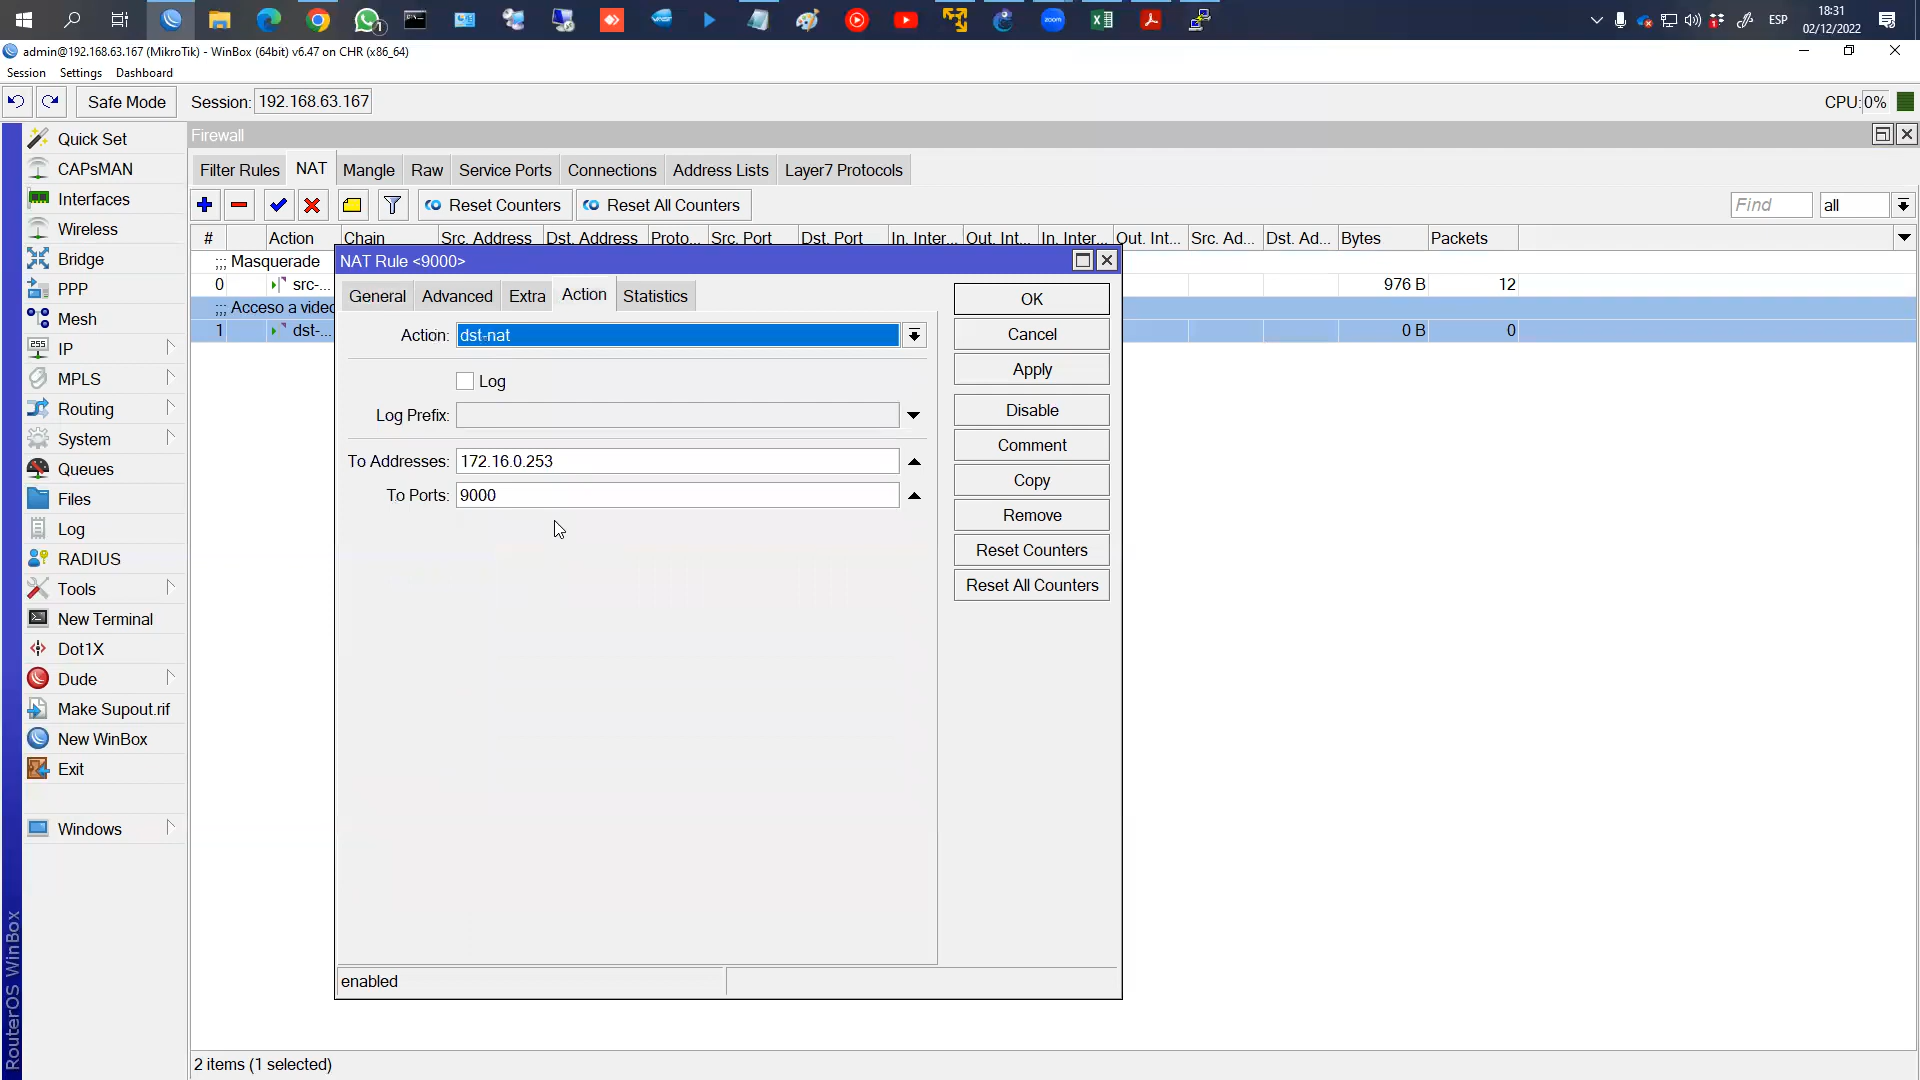 1
ESP
18:31
02/12/2022
zoom
admin@192.168.63.167 (MikroTik) - WinBox (64bit) v6.47 on CHR (x86_64)
Session Settings Dashboard
Safe Mode Session: 192.168.63.167 CPU: 0%
Quick Set
CAPsMAN
Interfaces
Wireless
Bridge
PPP
Mesh
255
IP
MPLS
Routing
System
Queues
Files
Log
RADIUS
Tools
New Terminal
Dot1X
Dude
Make Supout.rif
New WinBox
Exit
Windows
RouterOS WinBox
Firewall
Filter Rules NAT Mangle Raw Service Ports Connections Address Lists Layer7 Protocols
Reset Counters Reset All Counters Find all
# Action Chain Src. Address Dst. Address Proto... Src. Port Dst. Port In. Inter... Out. Int... In. Inter... Out. Int... Src. Ad... Dst. Ad... Bytes Packets
;;; Masquerade
0 src-... 976 B 12
;;; Acceso a video
1 dst-... 0 B 0
NAT Rule <9000>
General Advanced Extra Action Statistics
Action: dst-nat
Log
Log Prefix:
To Addresses: 172.16.0.253
To Ports: 9000
OK
Cancel
Apply
Disable
Comment
Copy
Remove
Reset Counters
Reset All Counters
enabled
2 items (1 selected)